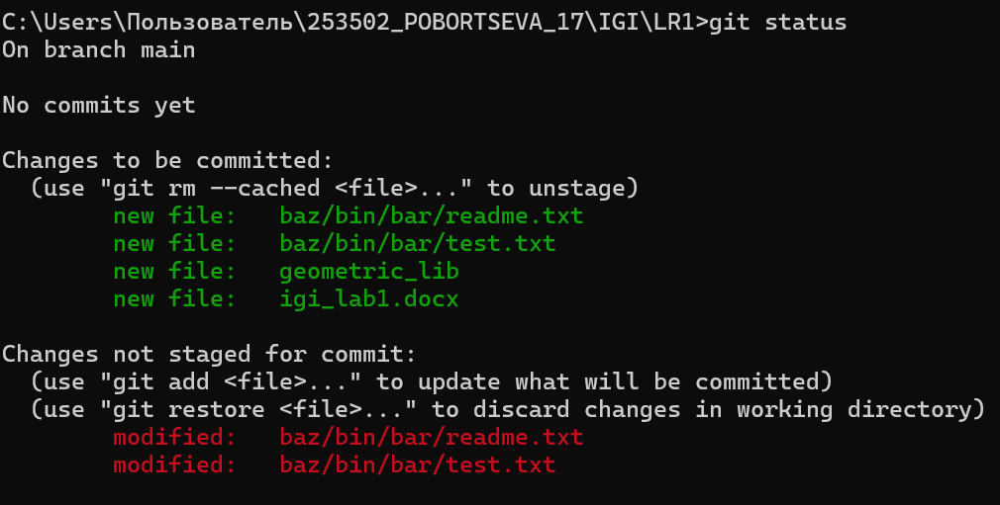 C:\Users\Пользователь\253502_POBORTSEVA_17\IGI\LR1>git status
On branch main
No commits yet
Changes to be committed:
  (use "git rm --cached <file>..." to unstage)
        new file:   baz/bin/bar/readme.txt
        new file:   baz/bin/bar/test.txt
        new file:   geometric_lib
        new file:   igi_lab1.docx
Changes not staged for commit:
  (use "git add <file>..." to update what will be committed)
  (use "git restore <file>..." to discard changes in working directory)
        modified:   baz/bin/bar/readme.txt
        modified:   baz/bin/bar/test.txt